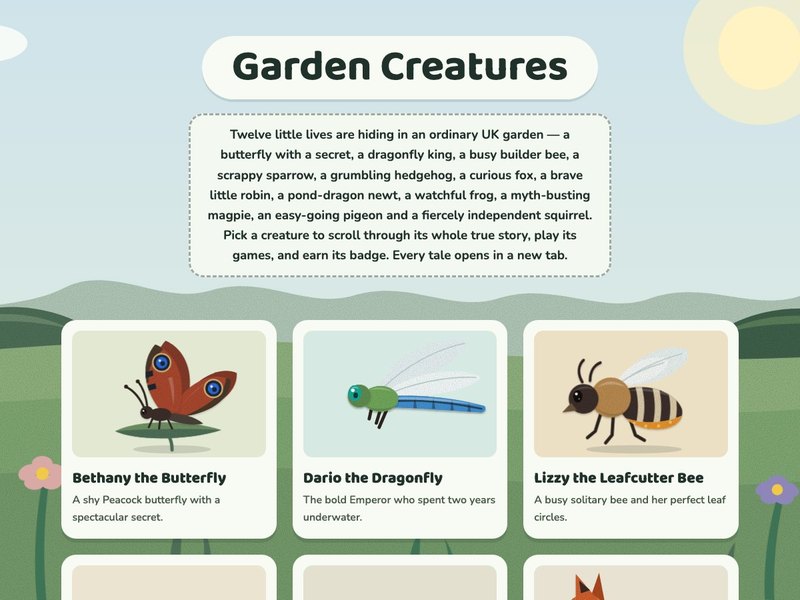 Garden Creatures
Twelve little lives are hiding in an ordinary UK garden — a
butterfly with a secret, a dragonfly king, a busy builder bee, a
scrappy sparrow, a grumbling hedgehog, a curious fox, a brave
little robin, a pond-dragon newt, a watchful frog, a myth-busting
magpie, an easy-going pigeon and a fiercely independent squirrel.
Pick a creature to scroll through its whole true story, play its
games, and earn its badge. Every tale opens in a new tab.
Bethany the Butterfly
A shy Peacock butterfly with a
spectacular secret.
Dario the Dragonfly
The bold Emperor who spent two years
underwater.
Lizzy the Leafcutter Bee
A busy solitary bee and her perfect leaf
circles.